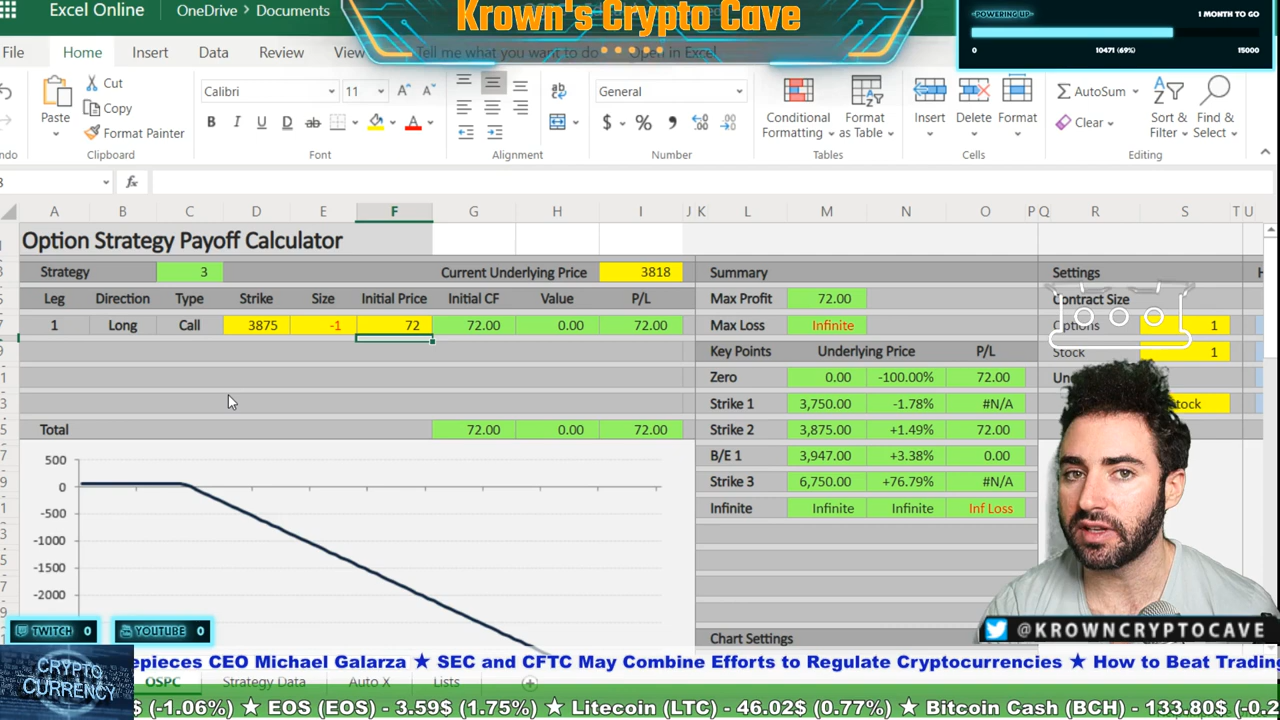 Excel Online OneDrive > Documents
Krown's Crypto Cave
-POWERING UP- 1 MONTH TO GO
0 10471 (69%) 15000
File Home Insert Data Review View Tell me what you want to do Open in Excel
Cut
Copy
Format Painter
Paste
Calibri 11
General
Conditional Formatting
Format as Table
Insert Delete Format
AutoSum
Clear
Sort & Filter
Find & Select
Clipboard Font Alignment Number Tables Cells Editing
fx
A B C D E F G H I J K L M N O P Q R S T U
Option Strategy Payoff Calculator
Strategy 3 Current Underlying Price 3818 Summary Settings
Leg Direction Type Strike Size Initial Price Initial CF Value P/L Max Profit 72.00 Contract Size
1 Long Call 3875 -1 72 72.00 0.00 72.00 Max Loss Infinite Options 1
Key Points Underlying Price P/L Stock 1
Zero 0.00 -100.00% 72.00
Strike 1 3,750.00 -1.78% #N/A
Total 72.00 0.00 72.00 Strike 2 3,875.00 +1.49% 72.00
B/E 1 3,947.00 +3.38% 0.00
Strike 3 6,750.00 +76.79% #N/A
Infinite Infinite Infinite Inf Loss
500
0
-500
-1000
-1500
-2000
Chart Settings
TWITCH 0 YOUTUBE 0
@KROWNCRYPTOCAVE
epieces CEO Michael Galarza ★ SEC and CFTC May Combine Efforts to Regulate Cryptocurrencies ★ How to Beat Trading
CRYPTO CURRENCY
OSPC Strategy Data Auto X Lists
$ (-1.06%) ★ EOS (EOS) - 3.59$ (1.75%) ★ Litecoin (LTC) - 46.02$ (0.77%) ★ Bitcoin Cash (BCH) - 133.80$ (-0.2